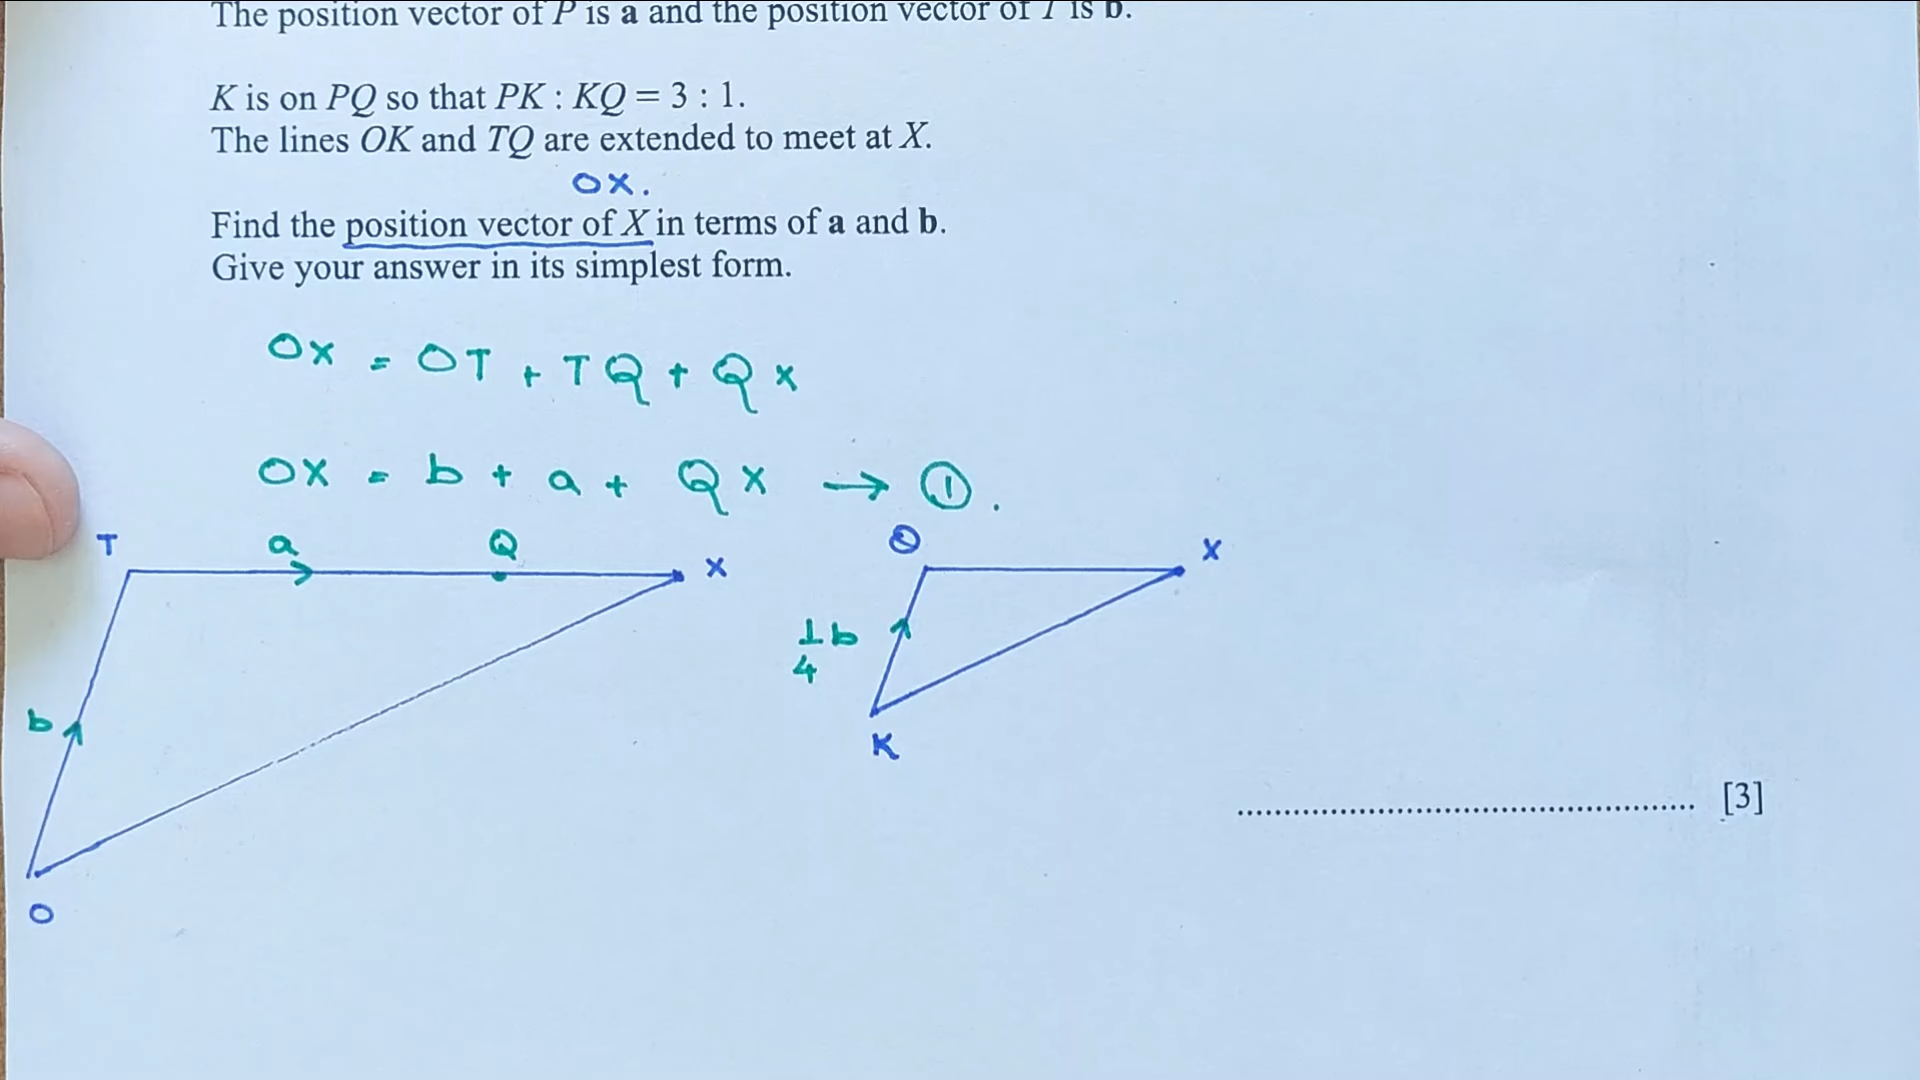 The position vector of P is a and the position vector of T is b.
K is on PQ so that PK : KQ = 3 : 1.
The lines OK and TQ are extended to meet at X.
OX.
Find the position vector of X in terms of a and b.
Give your answer in its simplest form.
OX = OT + TQ + QX
OX = b + a + QX → ①.
T a Q X
b
O
Q X
1/4 b
K
[3]